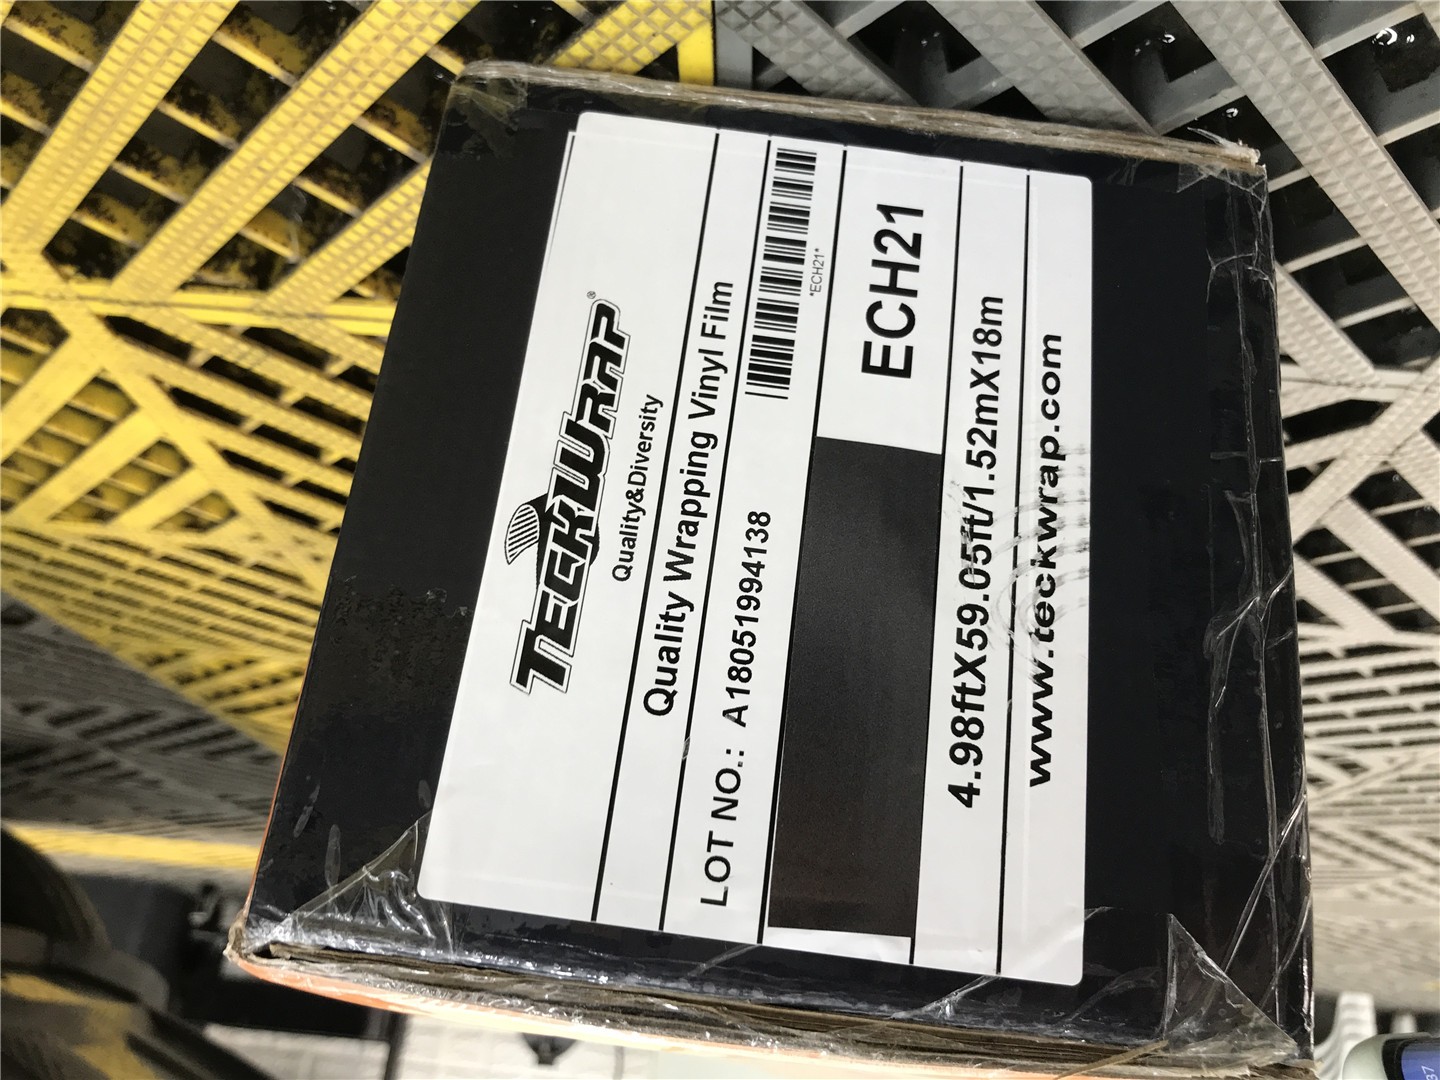 TECKWRAP®
Quality&Diversity
Quality Wrapping Vinyl Film
LOT NO.: A18051994138
*ECH21*
ECH21
4.98ftX59.05ft/1.52mX18m
www.teckwrap.com
37